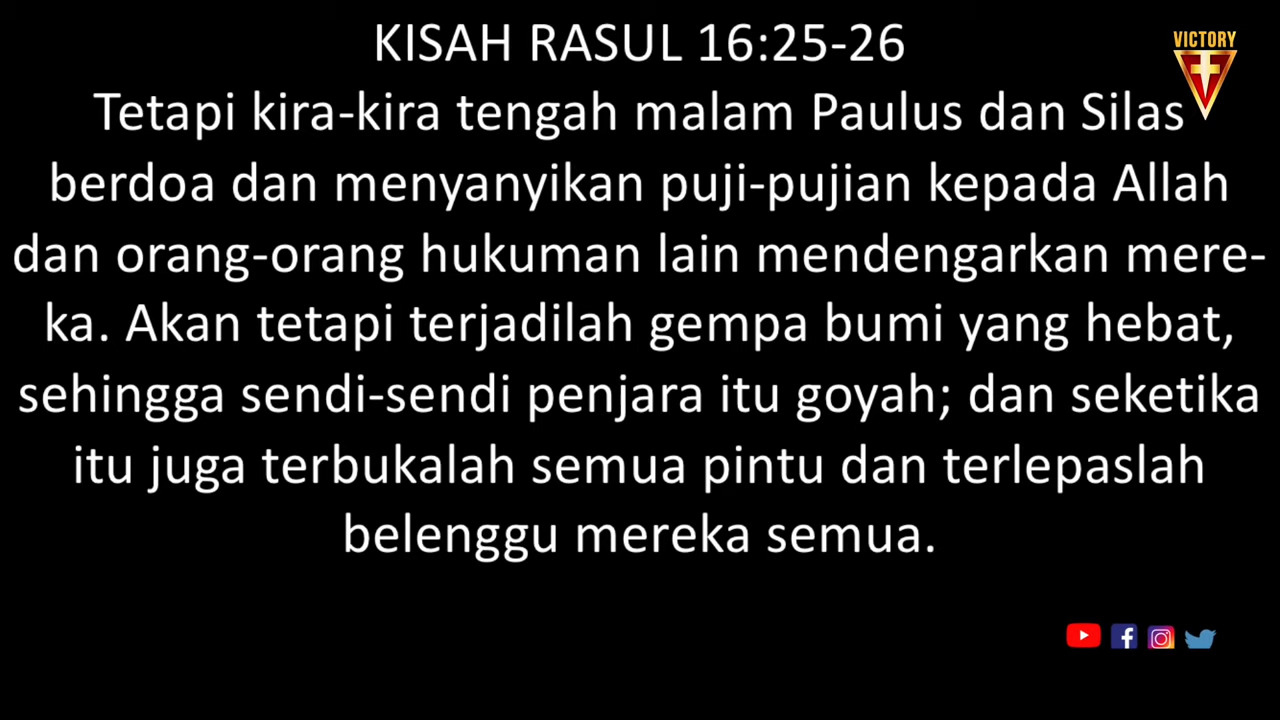 KISAH RASUL 16:25-26
VICTORY
Tetapi kira-kira tengah malam Paulus dan Silas
berdoa dan menyanyikan puji-pujian kepada Allah
dan orang-orang hukuman lain mendengarkan mere-
ka. Akan tetapi terjadilah gempa bumi yang hebat,
sehingga sendi-sendi penjara itu goyah; dan seketika
itu juga terbukalah semua pintu dan terlepaslah
belenggu mereka semua.